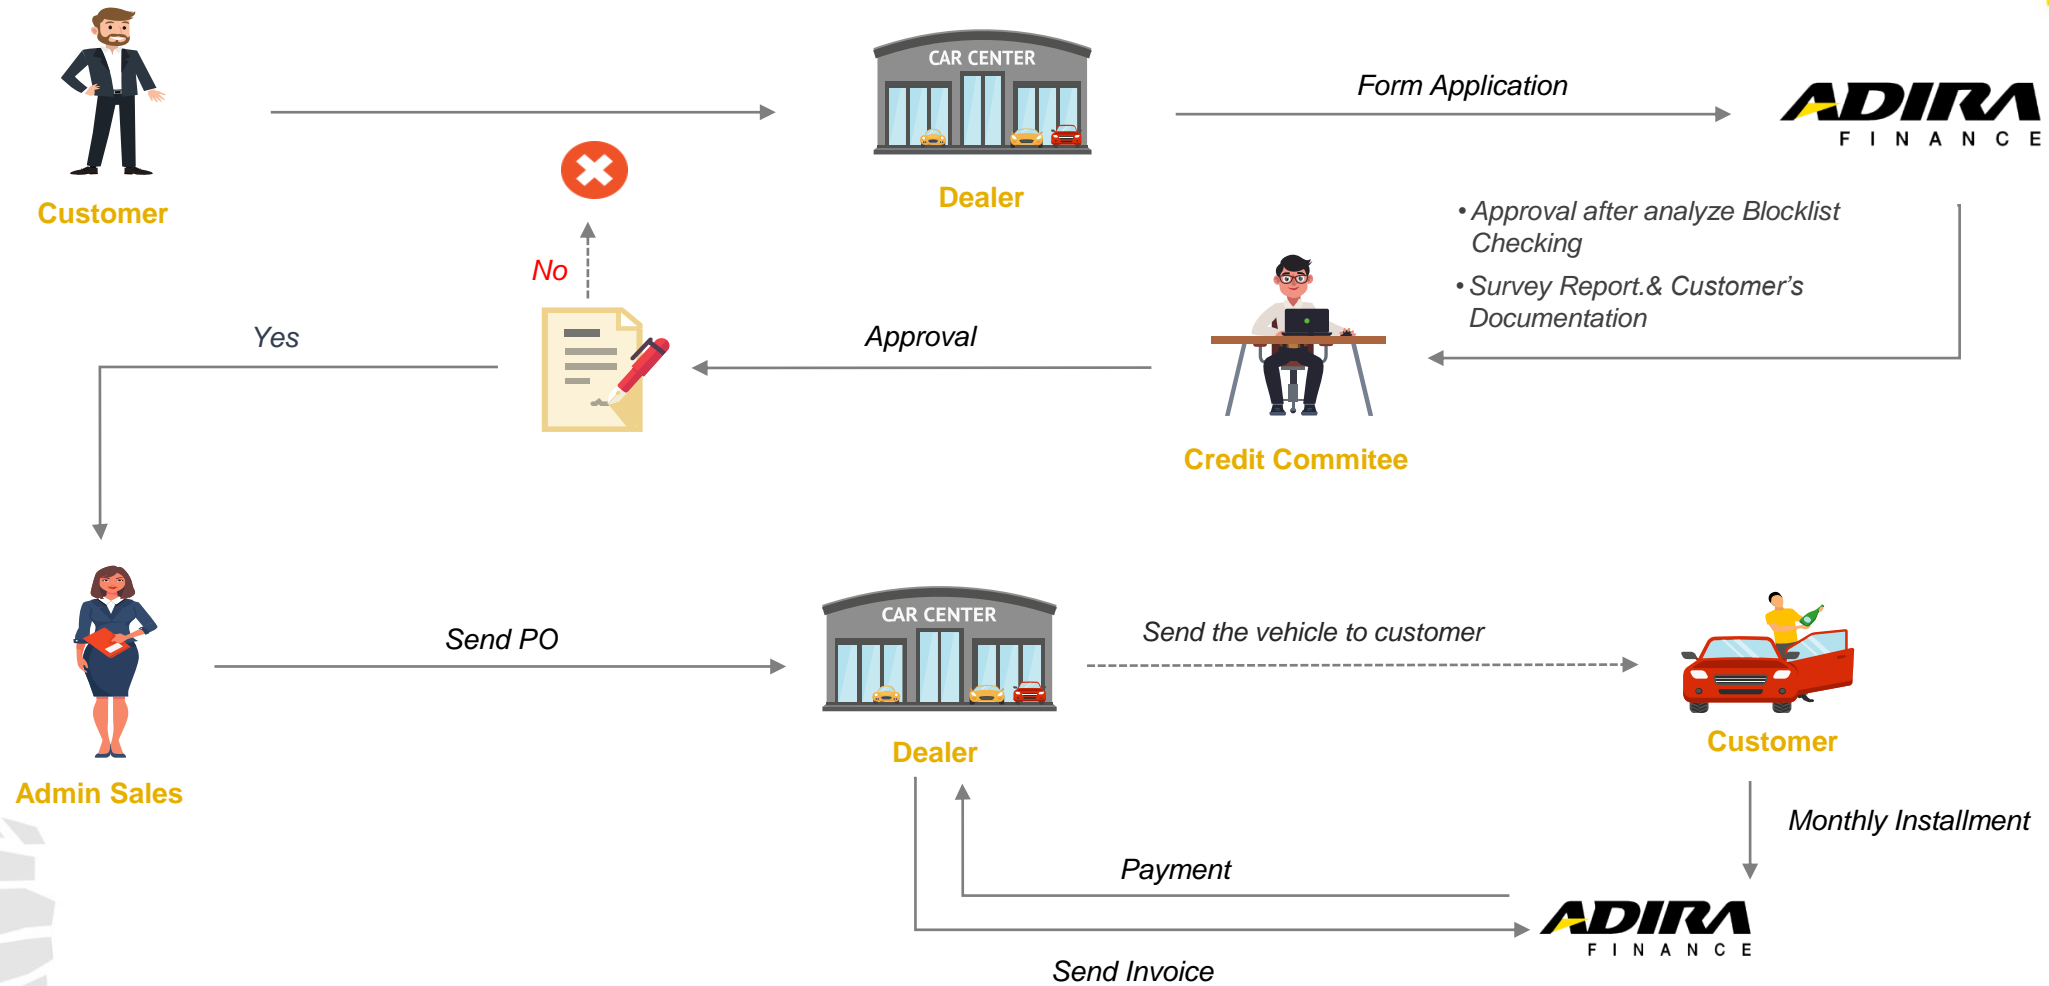 CAR CENTER
Form Application
ADIRA
FINANCE
Customer
Dealer
• Approval after analyze Blocklist
Checking
• Survey Report.& Customer’s
Documentation
No
Yes
Approval
Credit Commitee
CAR CENTER
Send PO
Send the vehicle to customer
Admin Sales
Dealer
Customer
Monthly Installment
Payment
ADIRA
FINANCE
Send Invoice